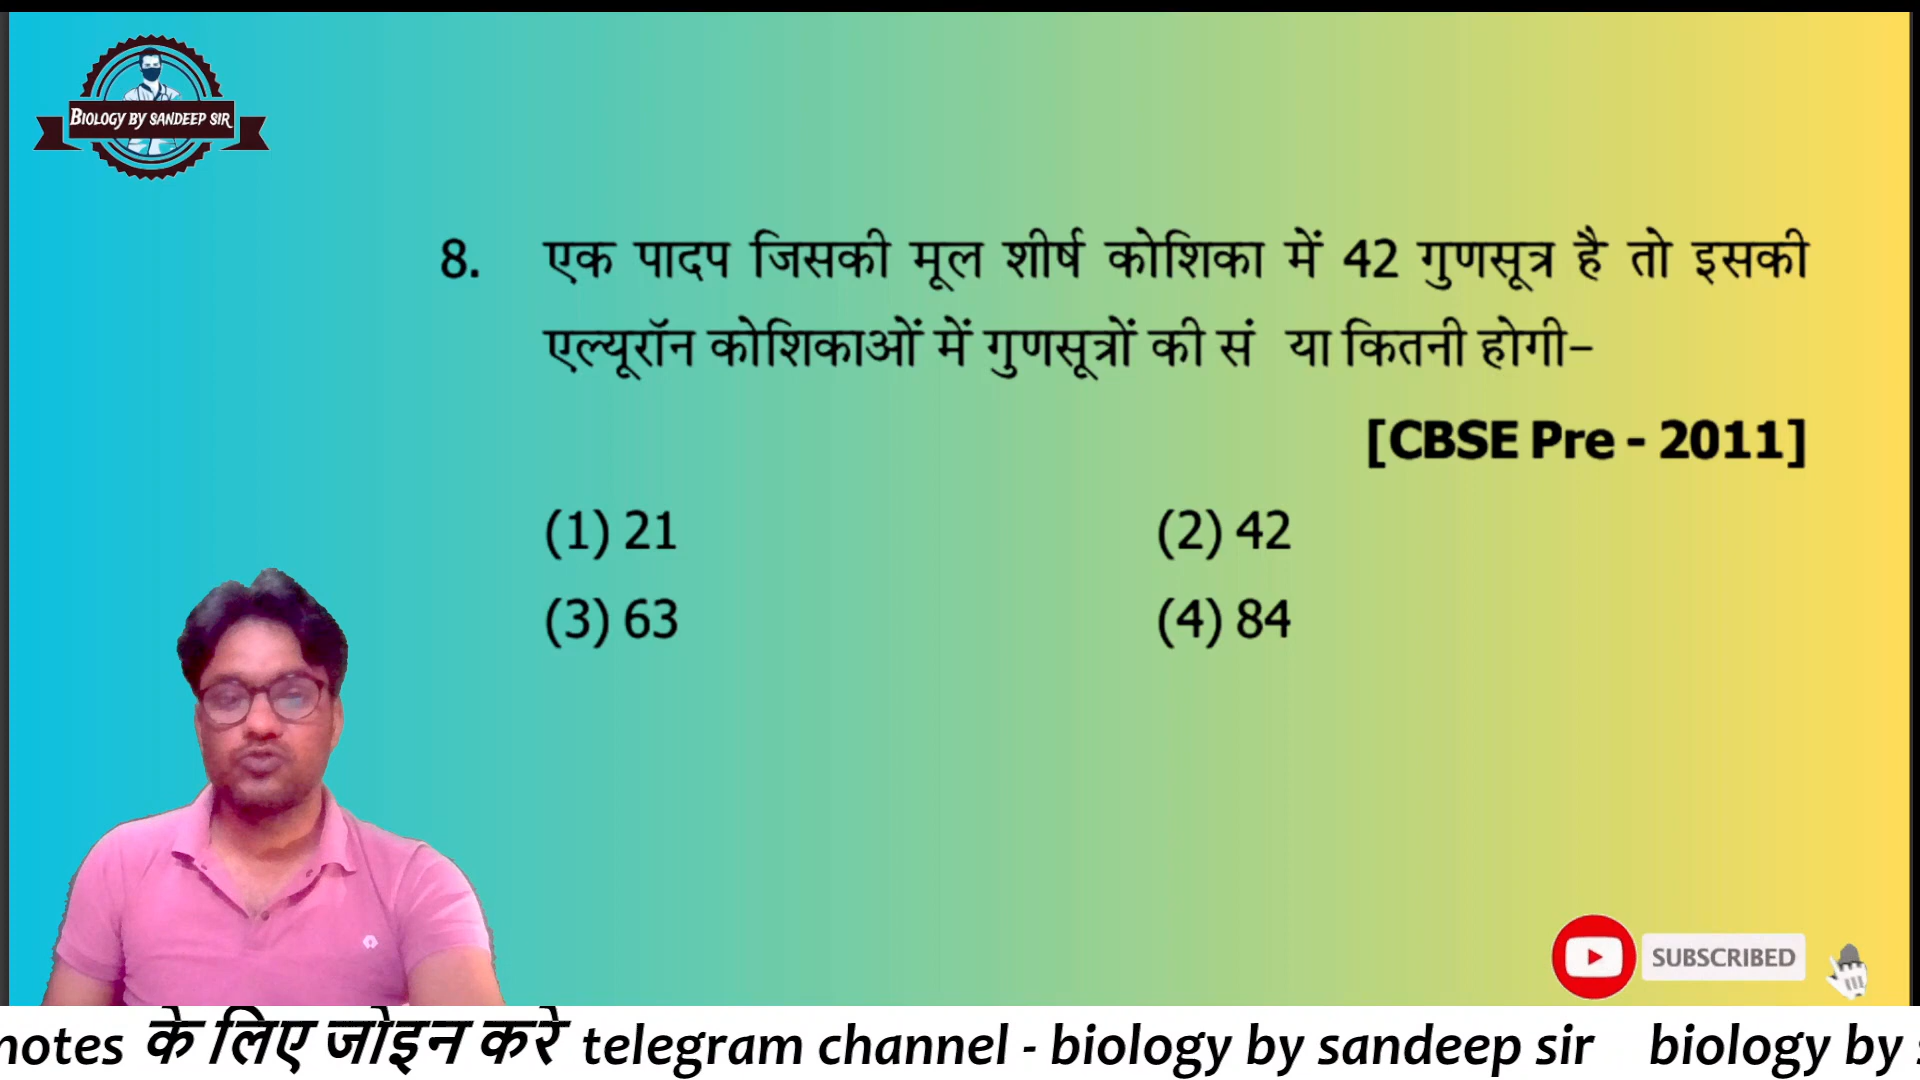 BIOLOGY BY SANDEEP SIR
8. एक पादप जिसकी मूल शीर्ष कोशिका में 42 गुणसूत्र है तो इसकी
एल्यूरॉन कोशिकाओं में गुणसूत्रों की सं या कितनी होगी–
[CBSE Pre - 2011]
(1) 21 (2) 42
(3) 63 (4) 84
SUBSCRIBED
notes के लिए जोइन करे telegram channel - biology by sandeep sir biology by